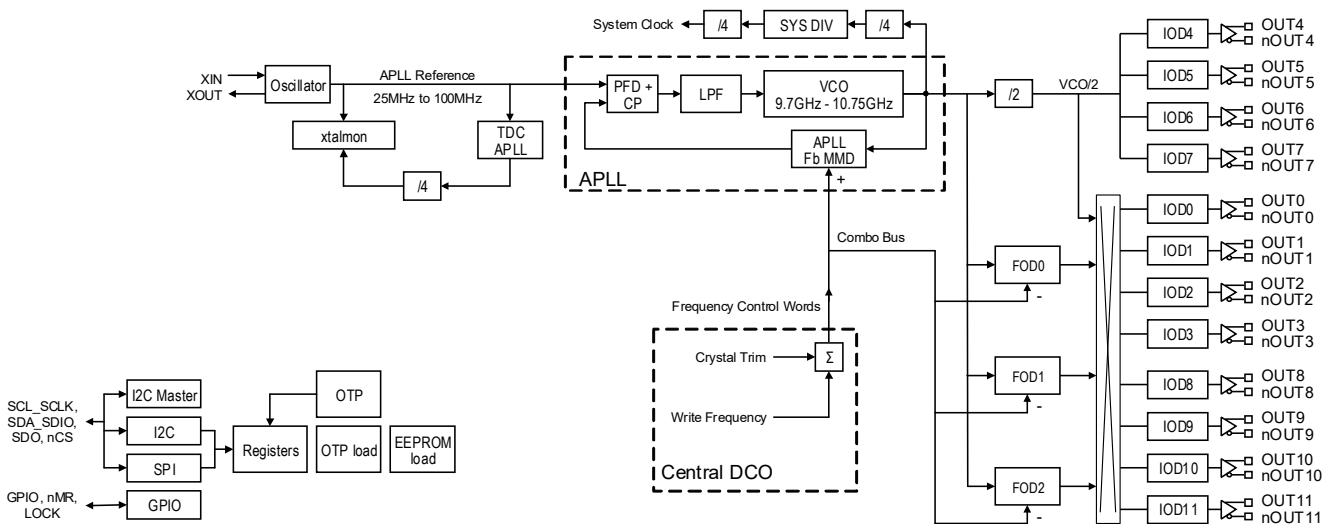 System Clock
/4
SYS DIV
/4
XIN
XOUT
Oscillator
APLL Reference
25MHz to 100MHz
xtalmon
TDC
APLL
/4
PFD +
CP
LPF
VCO
9.7GHz - 10.75GHz
APLL
Fb MMD
APLL
+
/2
VCO/2
Combo Bus
Frequency Control Words
Crystal Trim
Σ
Write Frequency
Central DCO
FOD0
-
FOD1
-
FOD2
-
IOD4
OUT4
nOUT4
IOD5
OUT5
nOUT5
IOD6
OUT6
nOUT6
IOD7
OUT7
nOUT7
IOD0
OUT0
nOUT0
IOD1
OUT1
nOUT1
IOD2
OUT2
nOUT2
IOD3
OUT3
nOUT3
IOD8
OUT8
nOUT8
IOD9
OUT9
nOUT9
IOD10
OUT10
nOUT10
IOD11
OUT11
nOUT11
SCL_SCLK,
SDA_SDIO,
SDO, nCS
I2C Master
I2C
SPI
GPIO, nMR,
LOCK
GPIO
Registers
OTP
OTP load
EEPROM
load